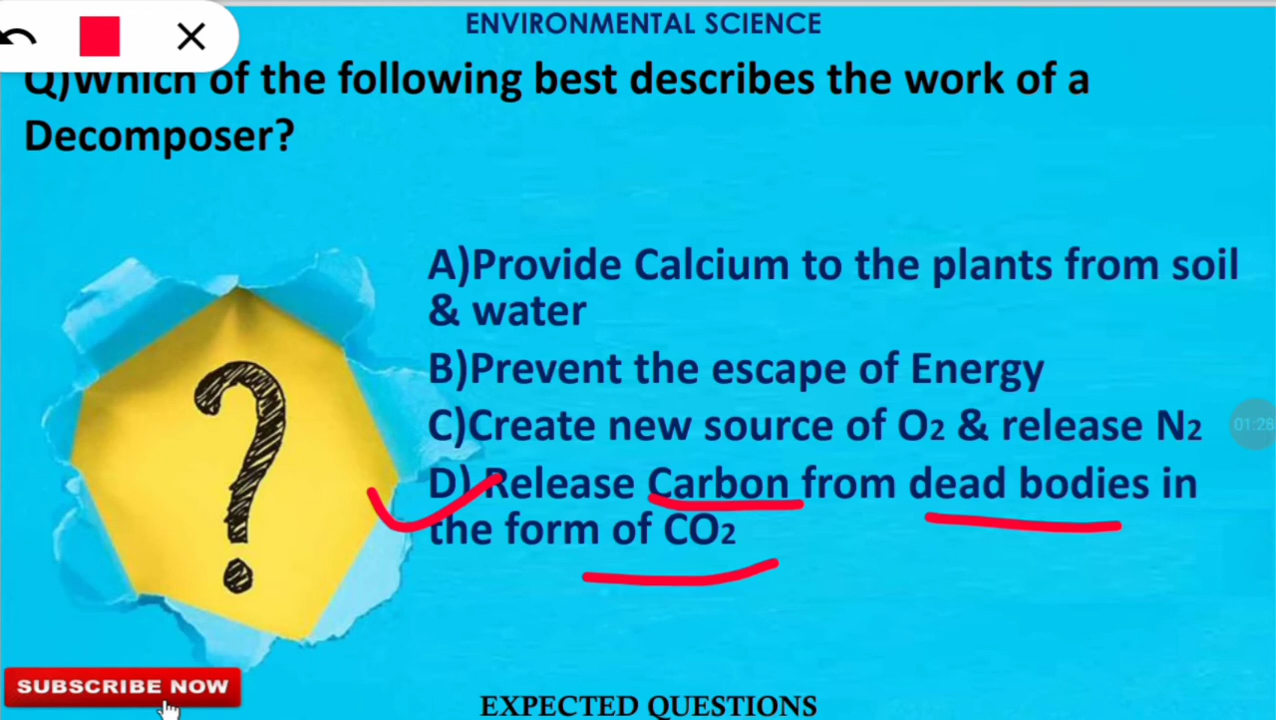 ENVIRONMENTAL SCIENCE
Q)Which of the following best describes the work of a
Decomposer?
A)Provide Calcium to the plants from soil
& water
B)Prevent the escape of Energy
C)Create new source of O2 & release N2
01:28
D) Release Carbon from dead bodies in
the form of CO2
SUBSCRIBE NOW
EXPECTED QUESTIONS